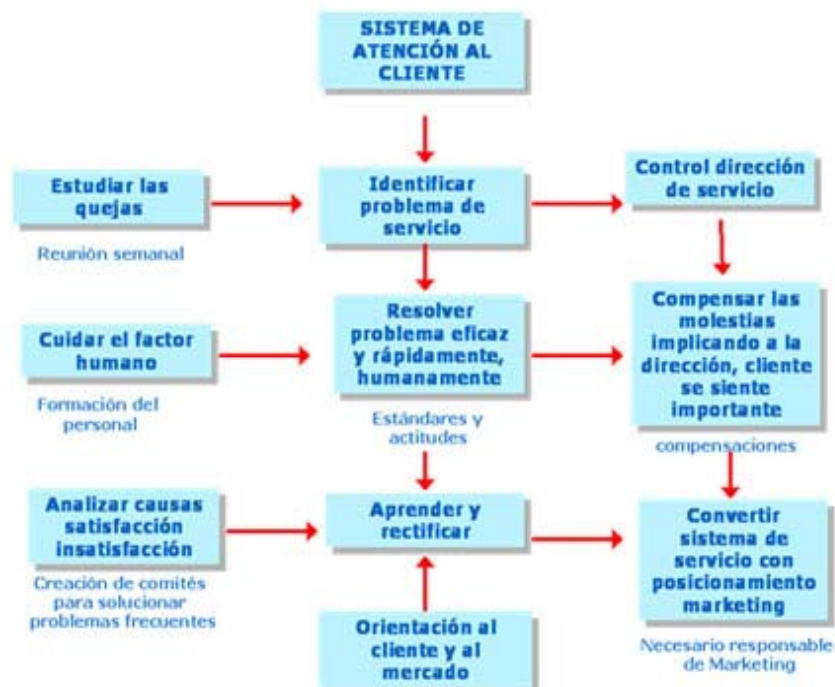 SISTEMA DE
ATENCIÓN AL
CLIENTE
Estudiar las
quejas
Reunión semanal
Identificar
problema de
servicio
Control dirección
de servicio
Cuidar el factor
humano
Formación del
personal
Resolver
problema eficaz
y rápidamente,
humanamente
Estándares y
actitudes
Compensar las
molestias
implicando a la
dirección, cliente
se siente
importante
compensaciones
Analizar causas
satisfacción
insatisfacción
Creación de comités
para solucionar
problemas frecuentes
Aprender y
rectificar
Convertir
sistema de
servicio con
posicionamiento
marketing
Necesario responsable
de Marketing
Orientación al
cliente y al
mercado